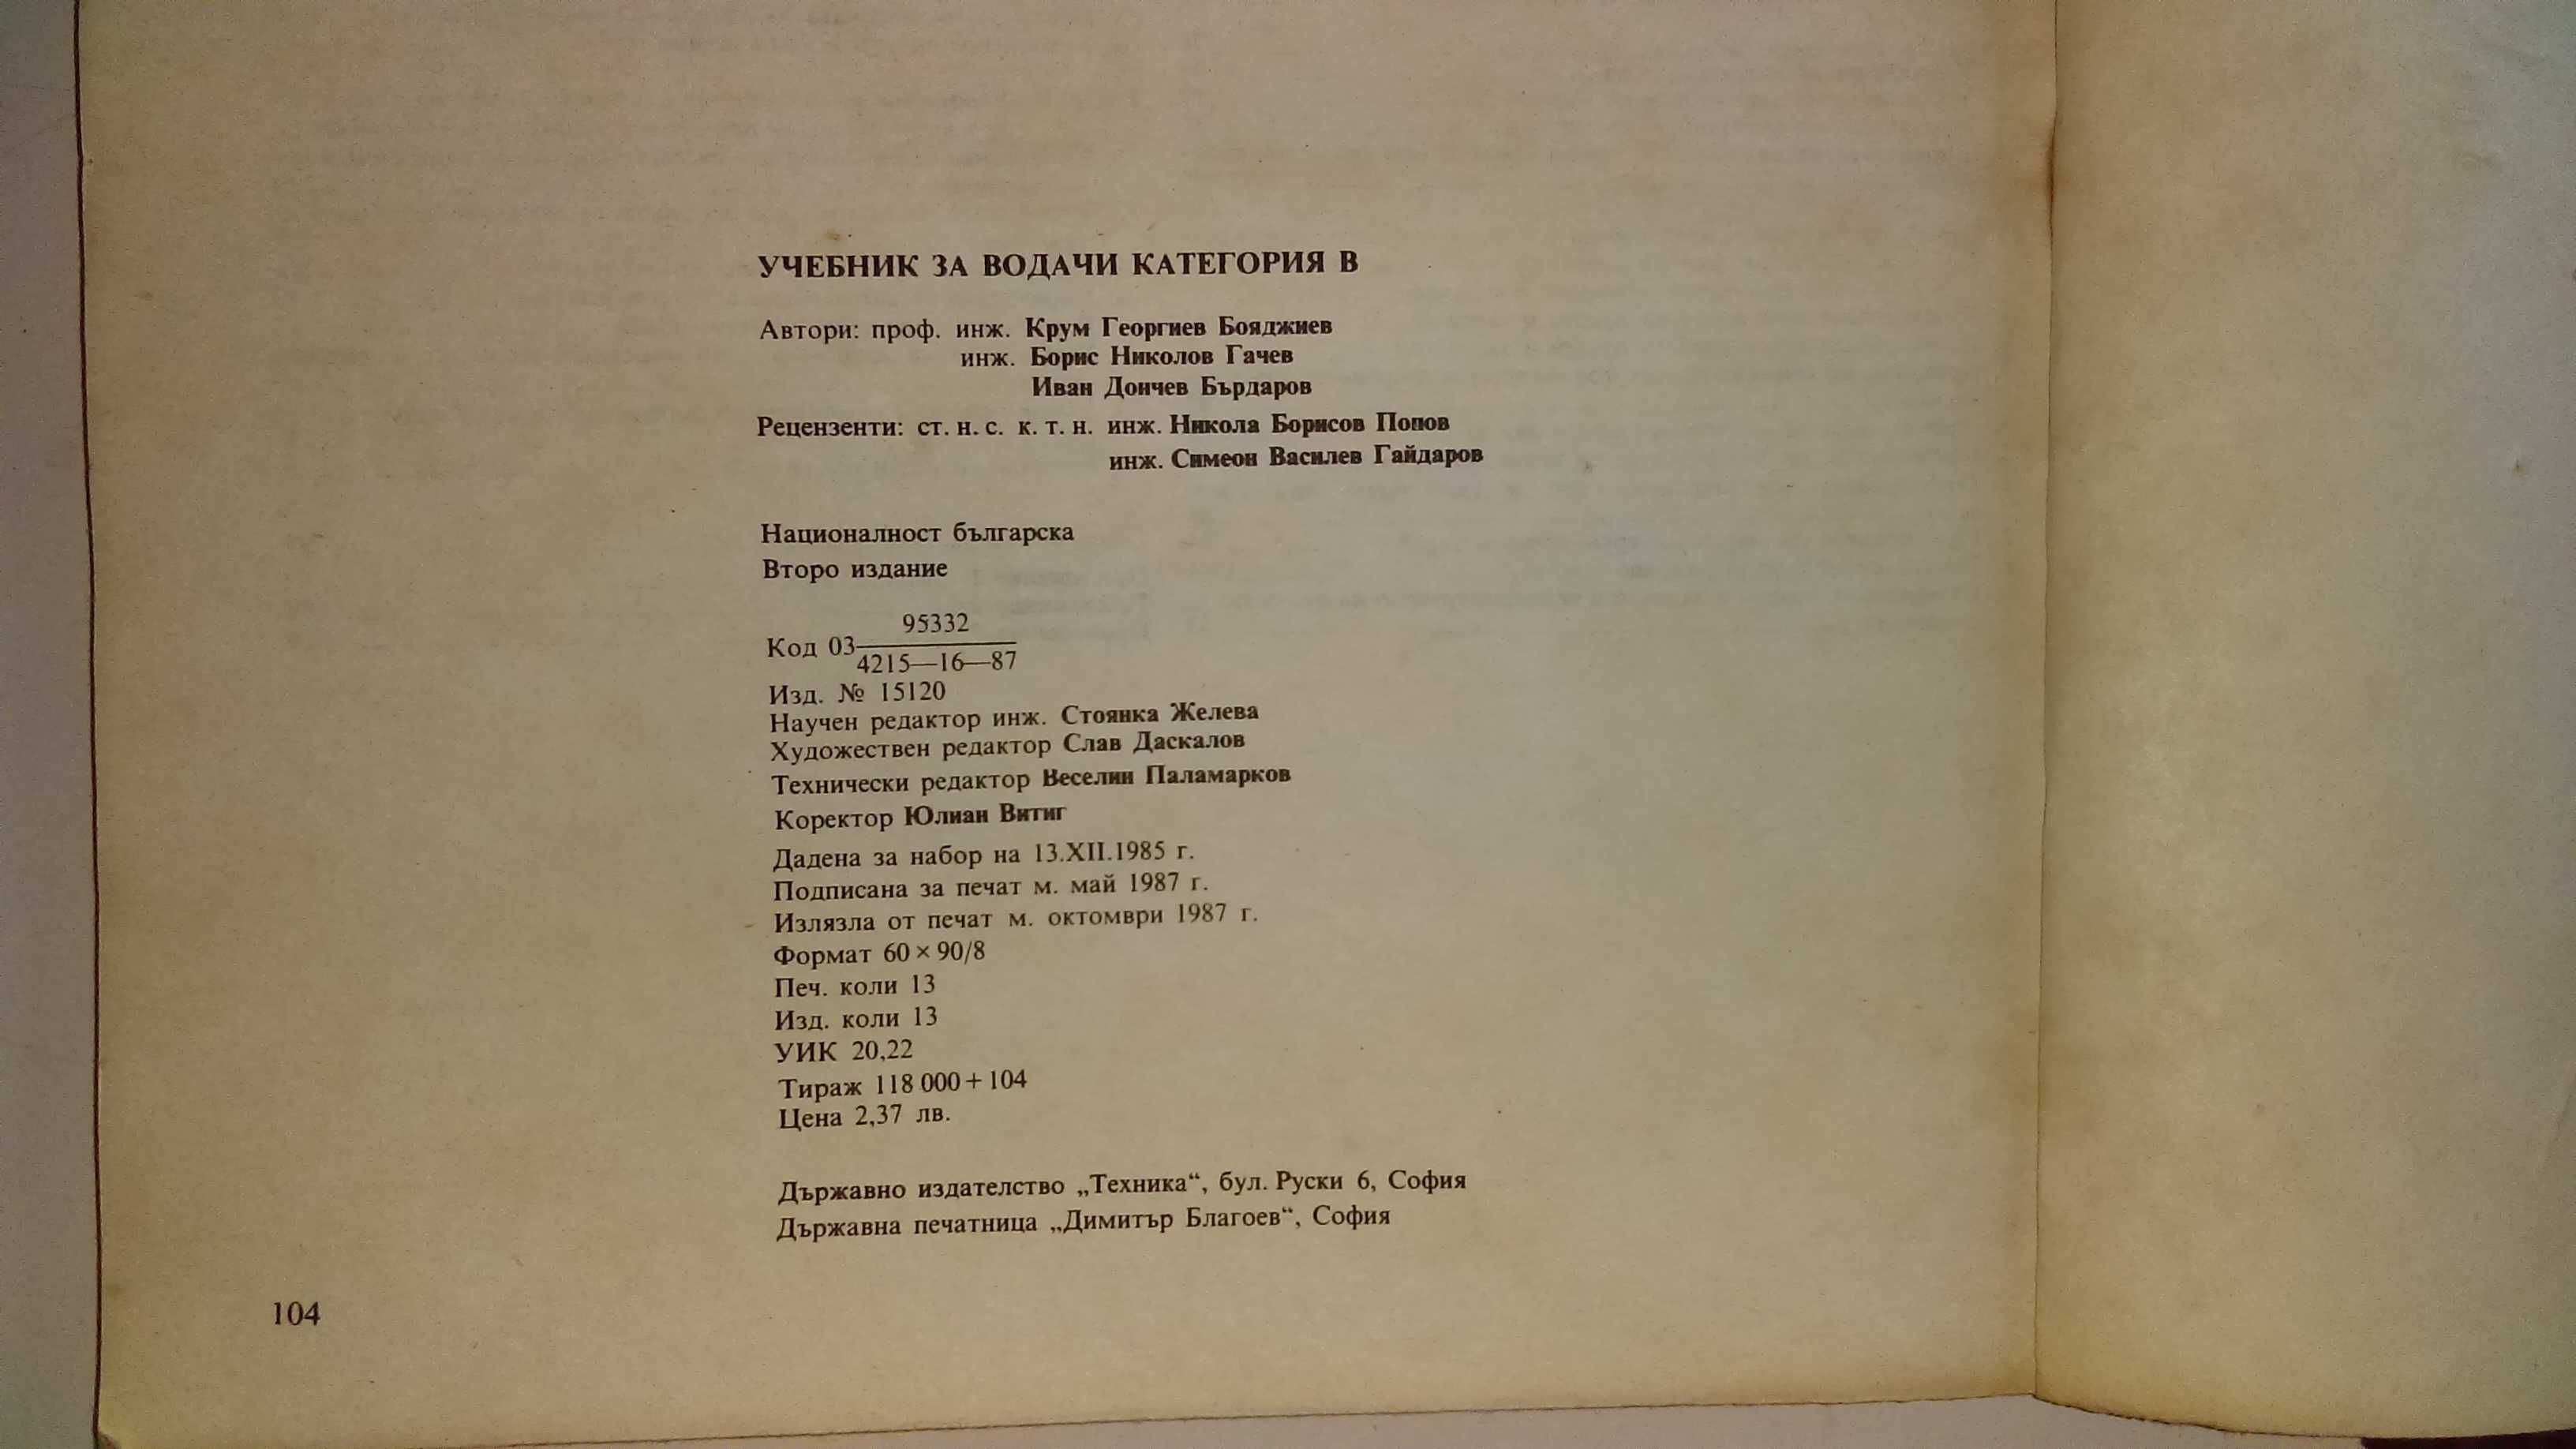 УЧЕБНИК ЗА ВОДАЧИ КАТЕГОРИЯ В
Автори: проф. инж. Крум Георгиев Бояджиев
инж. Борис Николов Гачев
Иван Дончев Бърдаров
Рецензенти: ст. н. с. к. т. н. инж. Никола Борисов Попов
инж. Симеон Василев Гайдаров
Националност българска
Второ издание
95332
Код 03
4215—16—87
Изд. № 15120
Научен редактор инж. Стоянка Желева
Художествен редактор Слав Даскалов
Технически редактор Веселин Паламарков
Коректор Юлиан Витиг
Дадена за набор на 13.XII.1985 г.
Подписана за печат м. май 1987 г.
Излязла от печат м. октомври 1987 г.
Формат 60 × 90/8
Печ. коли 13
Изд. коли 13
УИК 20,22
Тираж 118 000 + 104
Цена 2,37 лв.
Държавно издателство „Техника“, бул. Руски 6, София
Държавна печатница „Димитър Благоев“, София
104